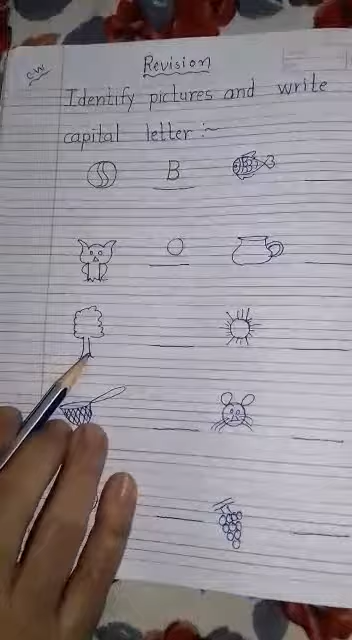 CW
Revision
Identify pictures and write
capital letter :-
B
O